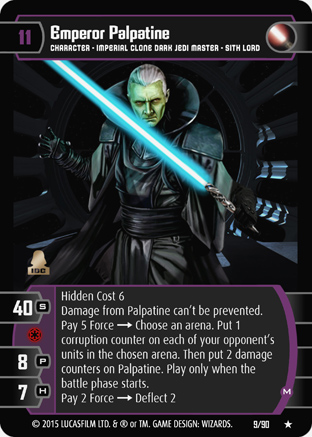 11
Emperor Palpatine
CHARACTER - IMPERIAL CLONE DARK JEDI MASTER - SITH LORD
IDC
40 S
Hidden Cost 6
Damage from Palpatine can't be prevented.
Pay 5 Force → Choose an arena. Put 1
corruption counter on each of your opponent's
units in the chosen arena. Then put 2 damage
8 P
counters on Palpatine. Play only when the
battle phase starts.
7 H
Pay 2 Force → Deflect 2
M
© 2015 LUCASFILM LTD. & ® or TM. GAME DESIGN: WIZARDS.
9/90 ★